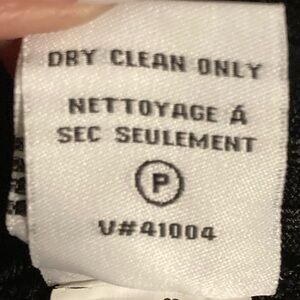 DRY CLEAN ONLY
NETTOYAGE Á
SEC SEULEMENT
P
V#41004